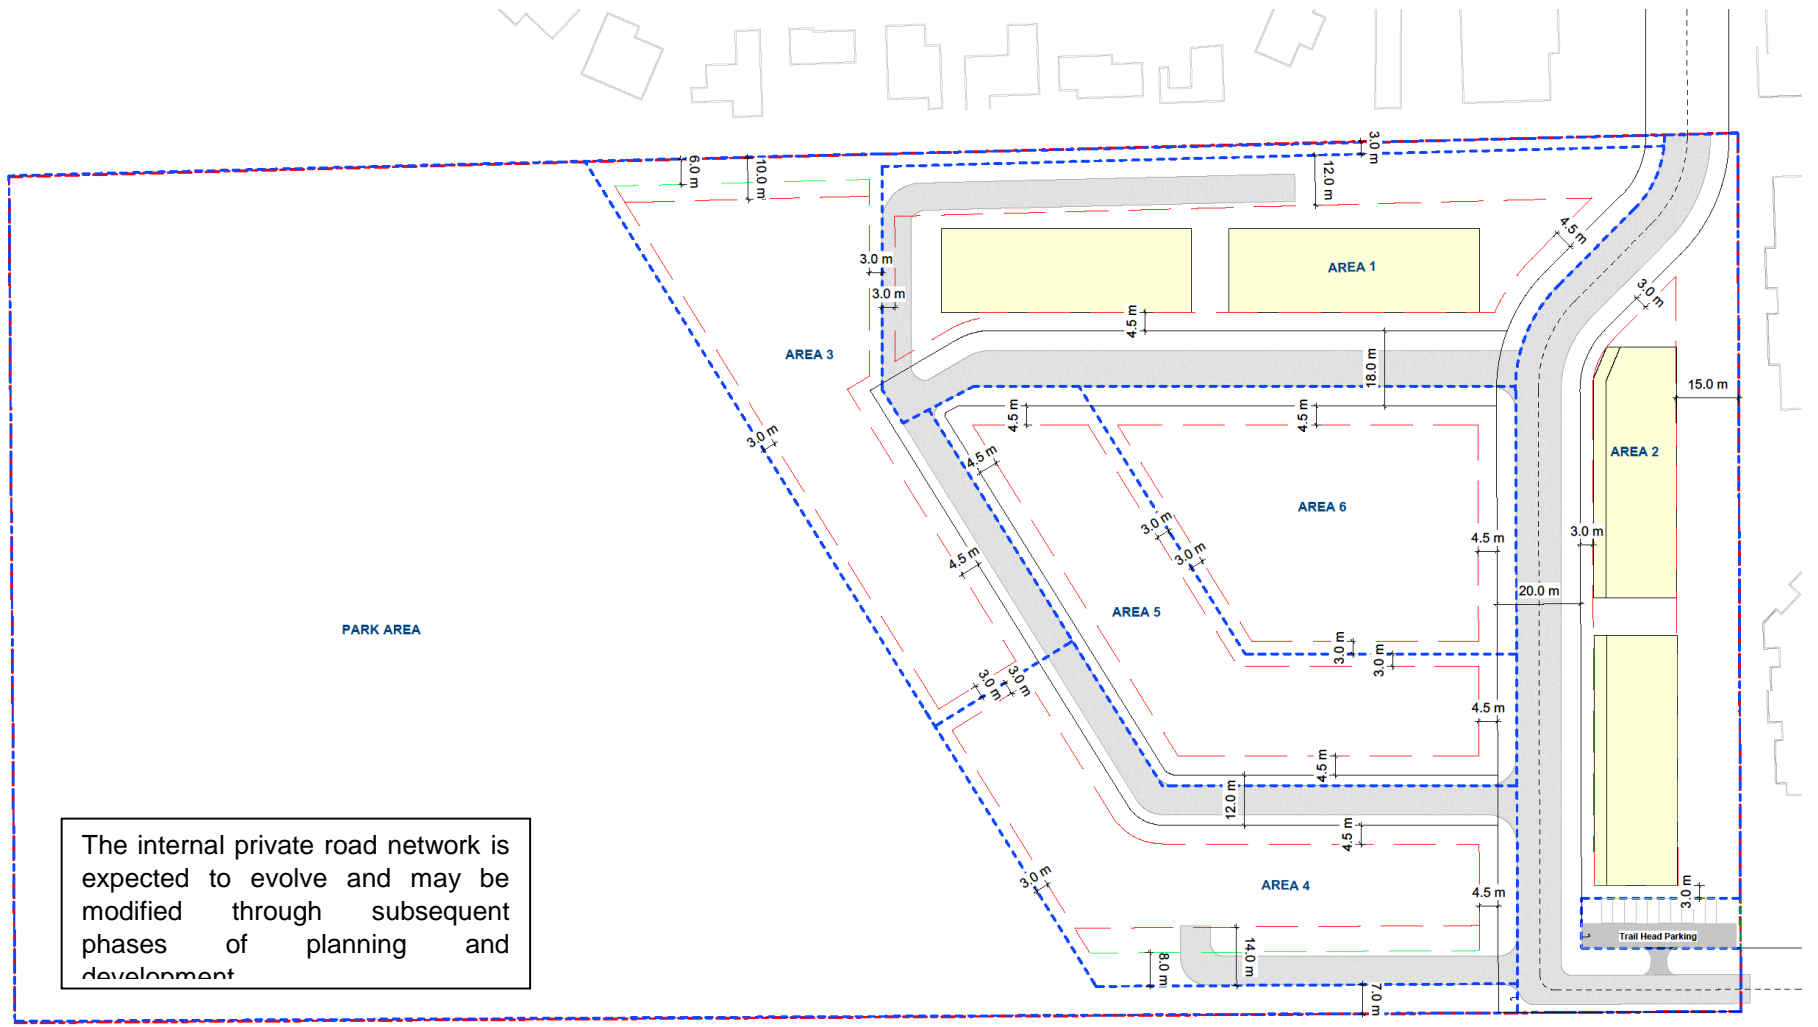 3.0 m
6.0 m
10.0 m
12.0 m
4.5 m
3.0 m
3.0 m
AREA 1
3.0 m
4.5 m
AREA 3
18.0 m
15.0 m
4.5 m
4.5 m
3.0 m
4.5 m
AREA 2
AREA 6
3.0 m
3.0 m
4.5 m
3.0 m
4.5 m
20.0 m
AREA 5
PARK AREA
3.0 m
3.0 m
3.0 m
3.0 m
4.5 m
4.5 m
12.0 m
4.5 m
3.0 m
AREA 4
4.5 m
3.0 m
Trail Head Parking
14.0 m
8.0 m
7.0 m
The internal private road network is
expected to evolve and may be
modified through subsequent
phases of planning and
development